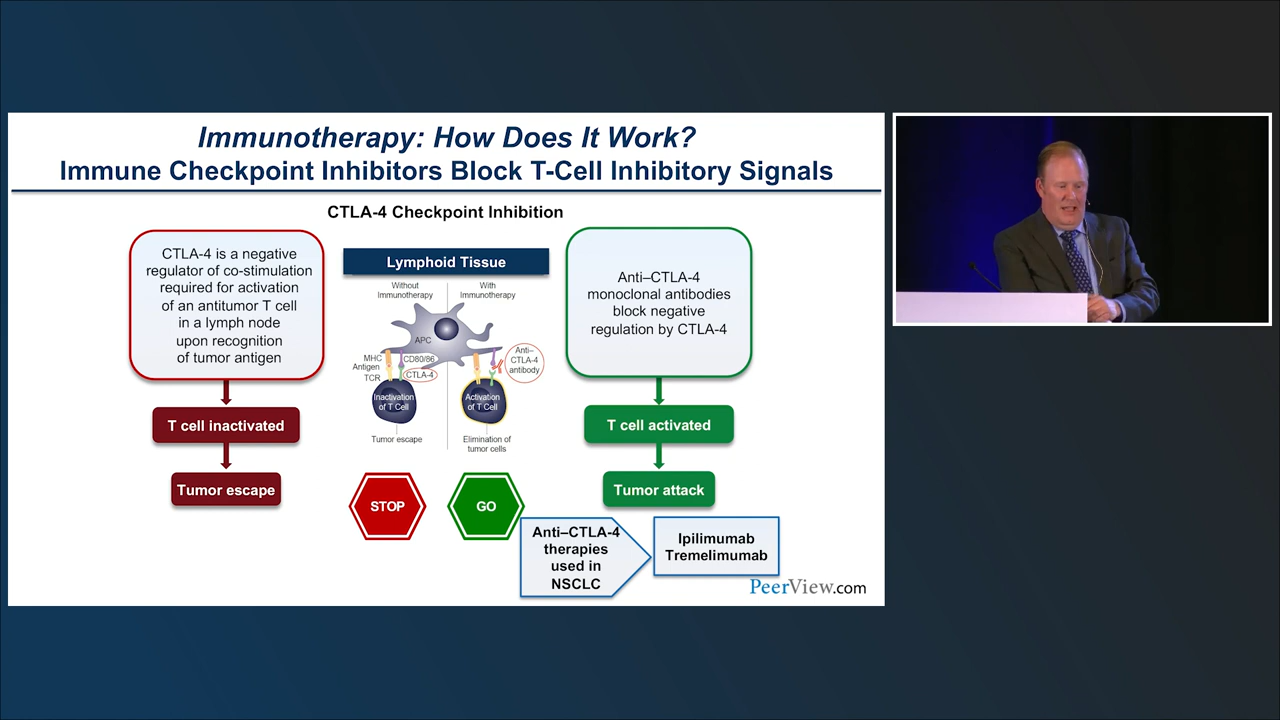 Immunotherapy: How Does It Work?
Immune Checkpoint Inhibitors Block T-Cell Inhibitory Signals
CTLA-4 Checkpoint Inhibition
CTLA-4 is a negative
regulator of co-stimulation
required for activation
of an antitumor T cell
in a lymph node
upon recognition
of tumor antigen
T cell inactivated
Tumor escape
Lymphoid Tissue
Without
Immunotherapy
With
Immunotherapy
APC
MHC
Antigen
TCR
CD80/86
CTLA-4
Anti–
CTLA-4
antibody
Inactivation
of T Cell
Activation
of T Cell
Tumor escape
Elimination of
tumor cells
STOP
GO
Anti–CTLA-4
monoclonal antibodies
block negative
regulation by CTLA-4
T cell activated
Tumor attack
Anti–CTLA-4
therapies
used in
NSCLC
Ipilimumab
Tremelimumab
PeerView.com